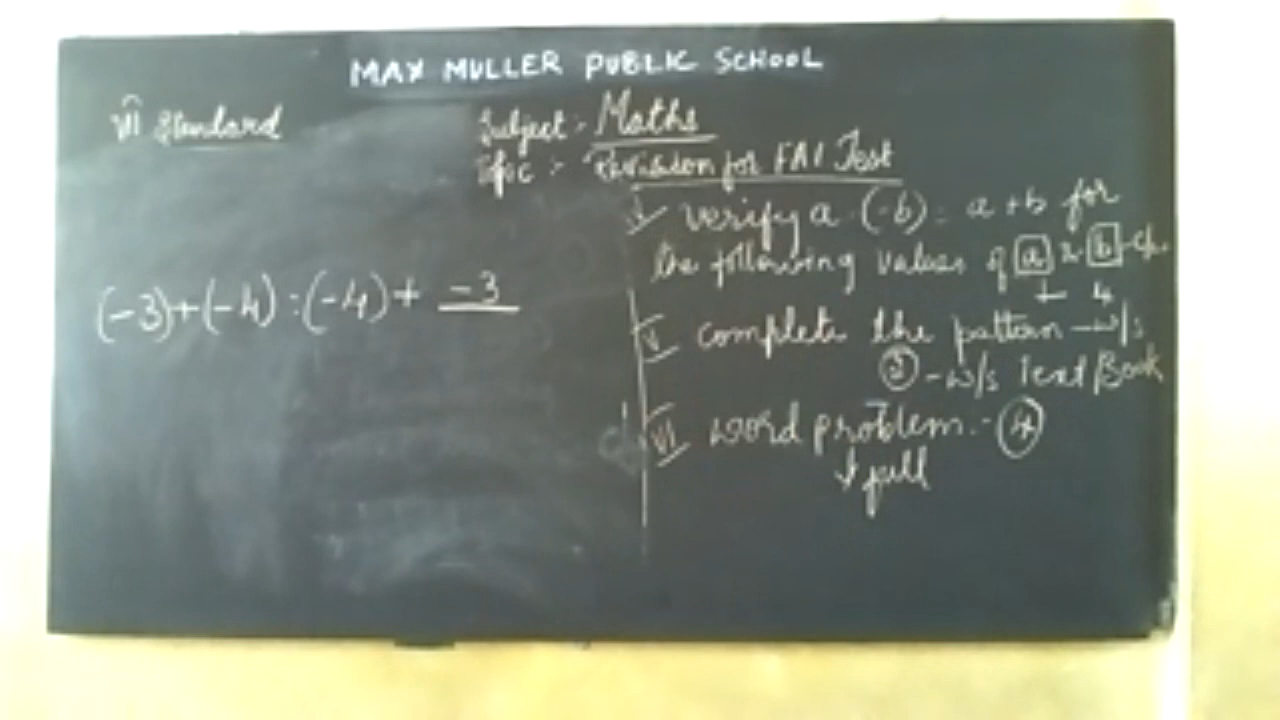 MAX MULLER PUBLIC SCHOOL
VII Standard
Subject :- Maths
Topic :- Revision for FA1 Test
(-3)+(-4) = (-4)+ -3
verify a-(-b) = a+b for
the following values of a & b
V complete the pattern - w/s
- w/s Text Book
VI word problem - 4
full